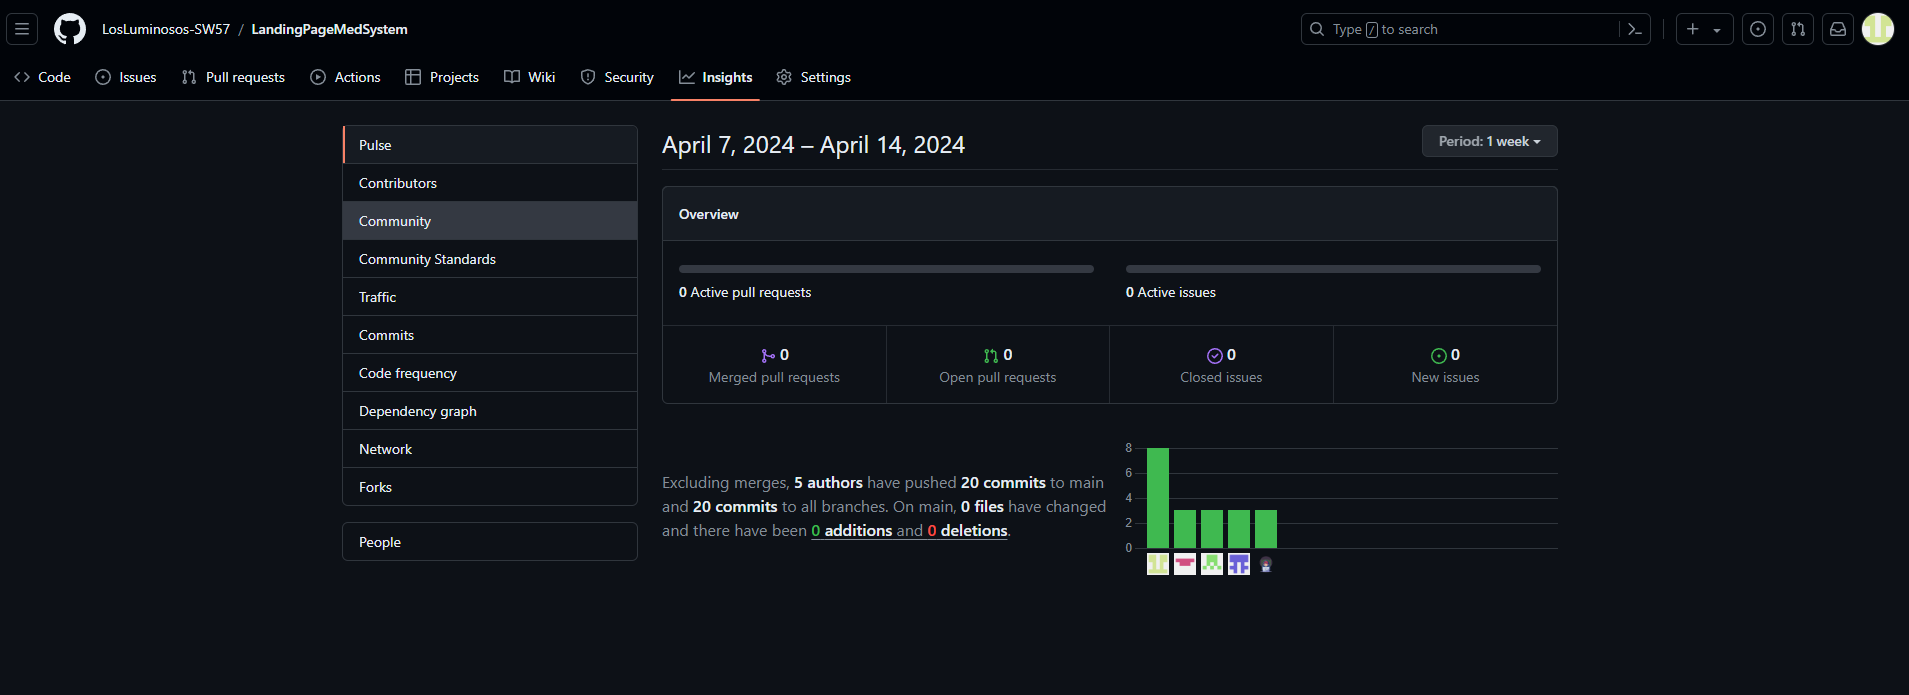 LosLuminosos-SW57 / LandingPageMedSystem
Type / to search
Code Issues Pull requests Actions Projects Wiki Security Insights Settings
Pulse
Contributors
Community
Community Standards
Traffic
Commits
Code frequency
Dependency graph
Network
Forks
People
April 7, 2024 – April 14, 2024
Period: 1 week
Overview
0 Active pull requests
0 Active issues
0
Merged pull requests
0
Open pull requests
0
Closed issues
0
New issues
Excluding merges, 5 authors have pushed 20 commits to main
and 20 commits to all branches. On main, 0 files have changed
and there have been 0 additions and 0 deletions.
8
6
4
2
0